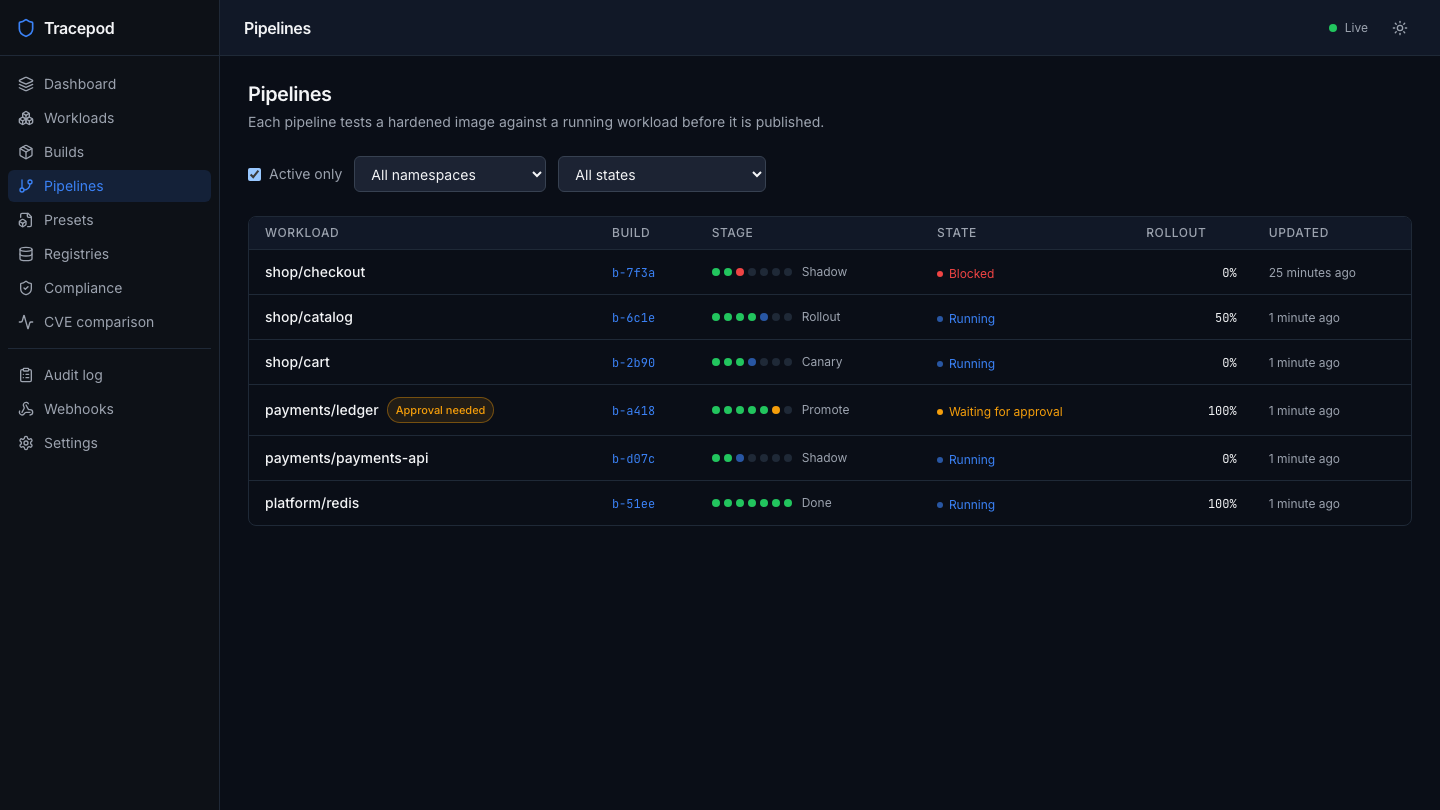 Tracepod
Pipelines
Live
Dashboard
Workloads
Builds
Pipelines
Presets
Registries
Compliance
CVE comparison
Audit log
Webhooks
Settings
Pipelines
Each pipeline tests a hardened image against a running workload before it is published.
Active only All namespaces All states
WORKLOAD BUILD STAGE STATE ROLLOUT UPDATED
shop/checkout b-7f3a Shadow Blocked 0% 25 minutes ago
shop/catalog b-6c1e Rollout Running 50% 1 minute ago
shop/cart b-2b90 Canary Running 0% 1 minute ago
payments/ledger Approval needed b-a418 Promote Waiting for approval 100% 1 minute ago
payments/payments-api b-d07c Shadow Running 0% 1 minute ago
platform/redis b-51ee Done Running 100% 1 minute ago